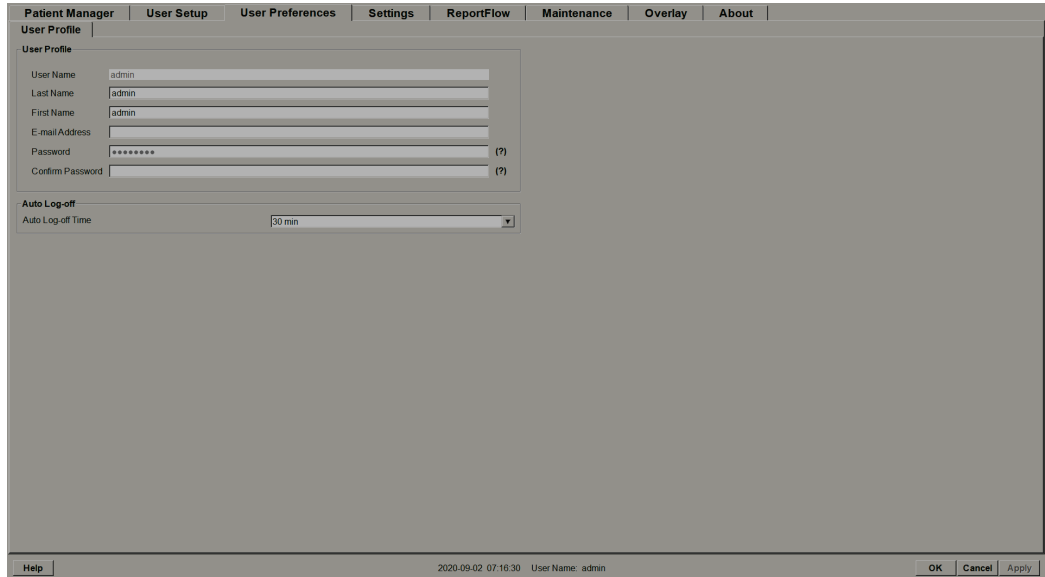 Patient Manager User Setup User Preferences Settings ReportFlow Maintenance Overlay About
User Profile
User Profile
User Name admin
Last Name admin
First Name admin
E-mail Address
Password ●●●●●●●● (?)
Confirm Password (?)
Auto Log-off
Auto Log-off Time 30 min
Help 2020-09-02 07:16:30 User Name: admin OK Cancel Apply